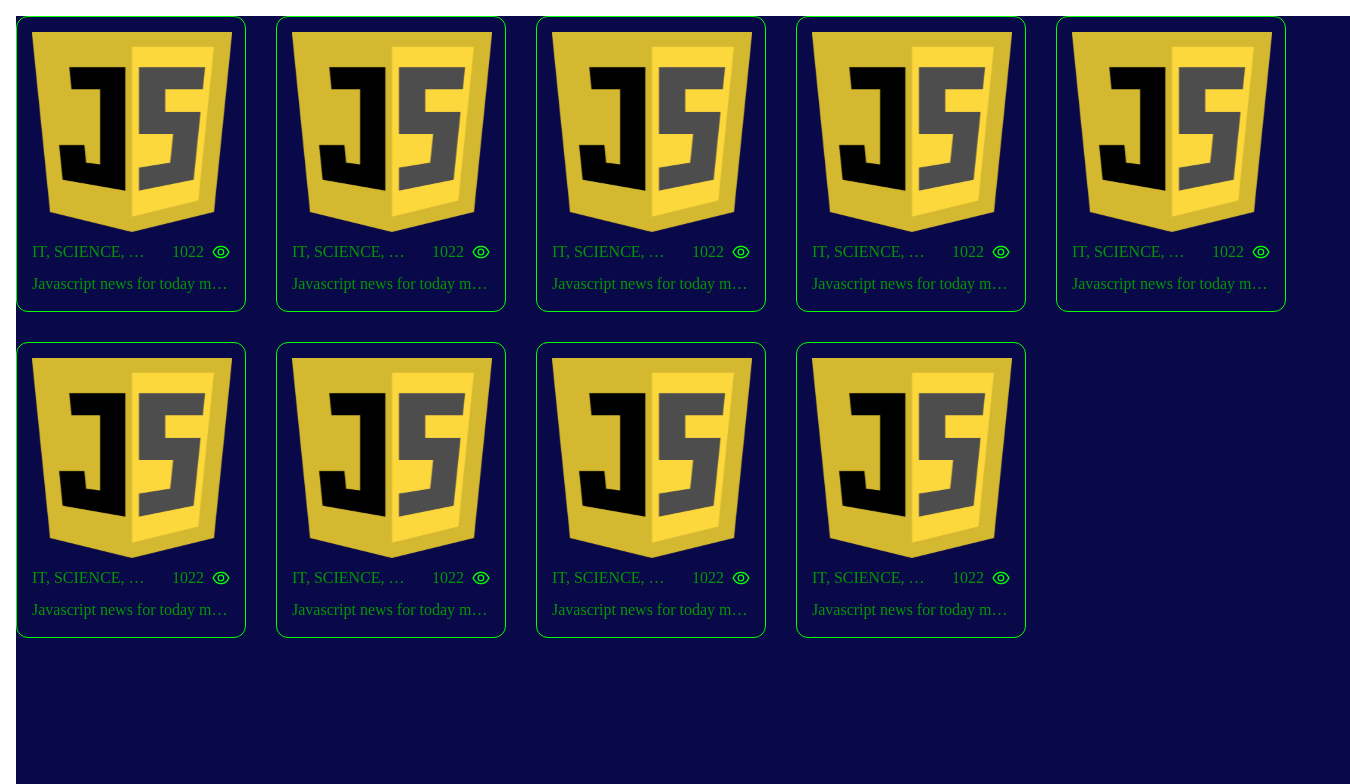 JS JS JS JS JS
IT, SCIENCE, … 1022 IT, SCIENCE, … 1022 IT, SCIENCE, … 1022 IT, SCIENCE, … 1022 IT, SCIENCE, … 1022
Javascript news for today m… Javascript news for today m… Javascript news for today m… Javascript news for today m… Javascript news for today m…
JS JS JS JS
IT, SCIENCE, … 1022 IT, SCIENCE, … 1022 IT, SCIENCE, … 1022 IT, SCIENCE, … 1022
Javascript news for today m… Javascript news for today m… Javascript news for today m… Javascript news for today m…